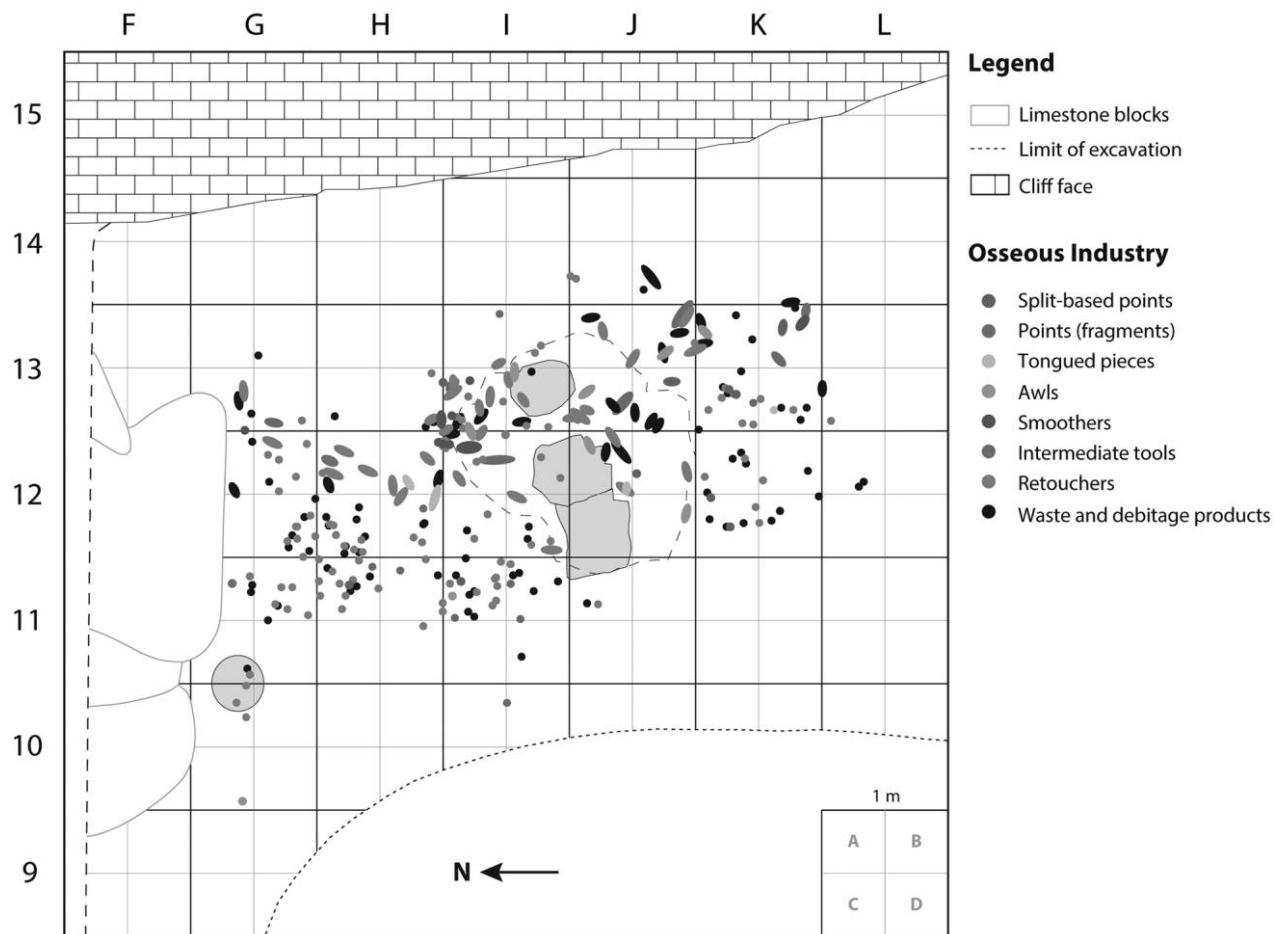 F G H I J K L
15
14
13
12
11
10
9
N
1 m
A B
C D
Legend
Limestone blocks
Limit of excavation
Cliff face
Osseous Industry
Split-based points
Points (fragments)
Tongued pieces
Awls
Smoothers
Intermediate tools
Retouchers
Waste and debitage products